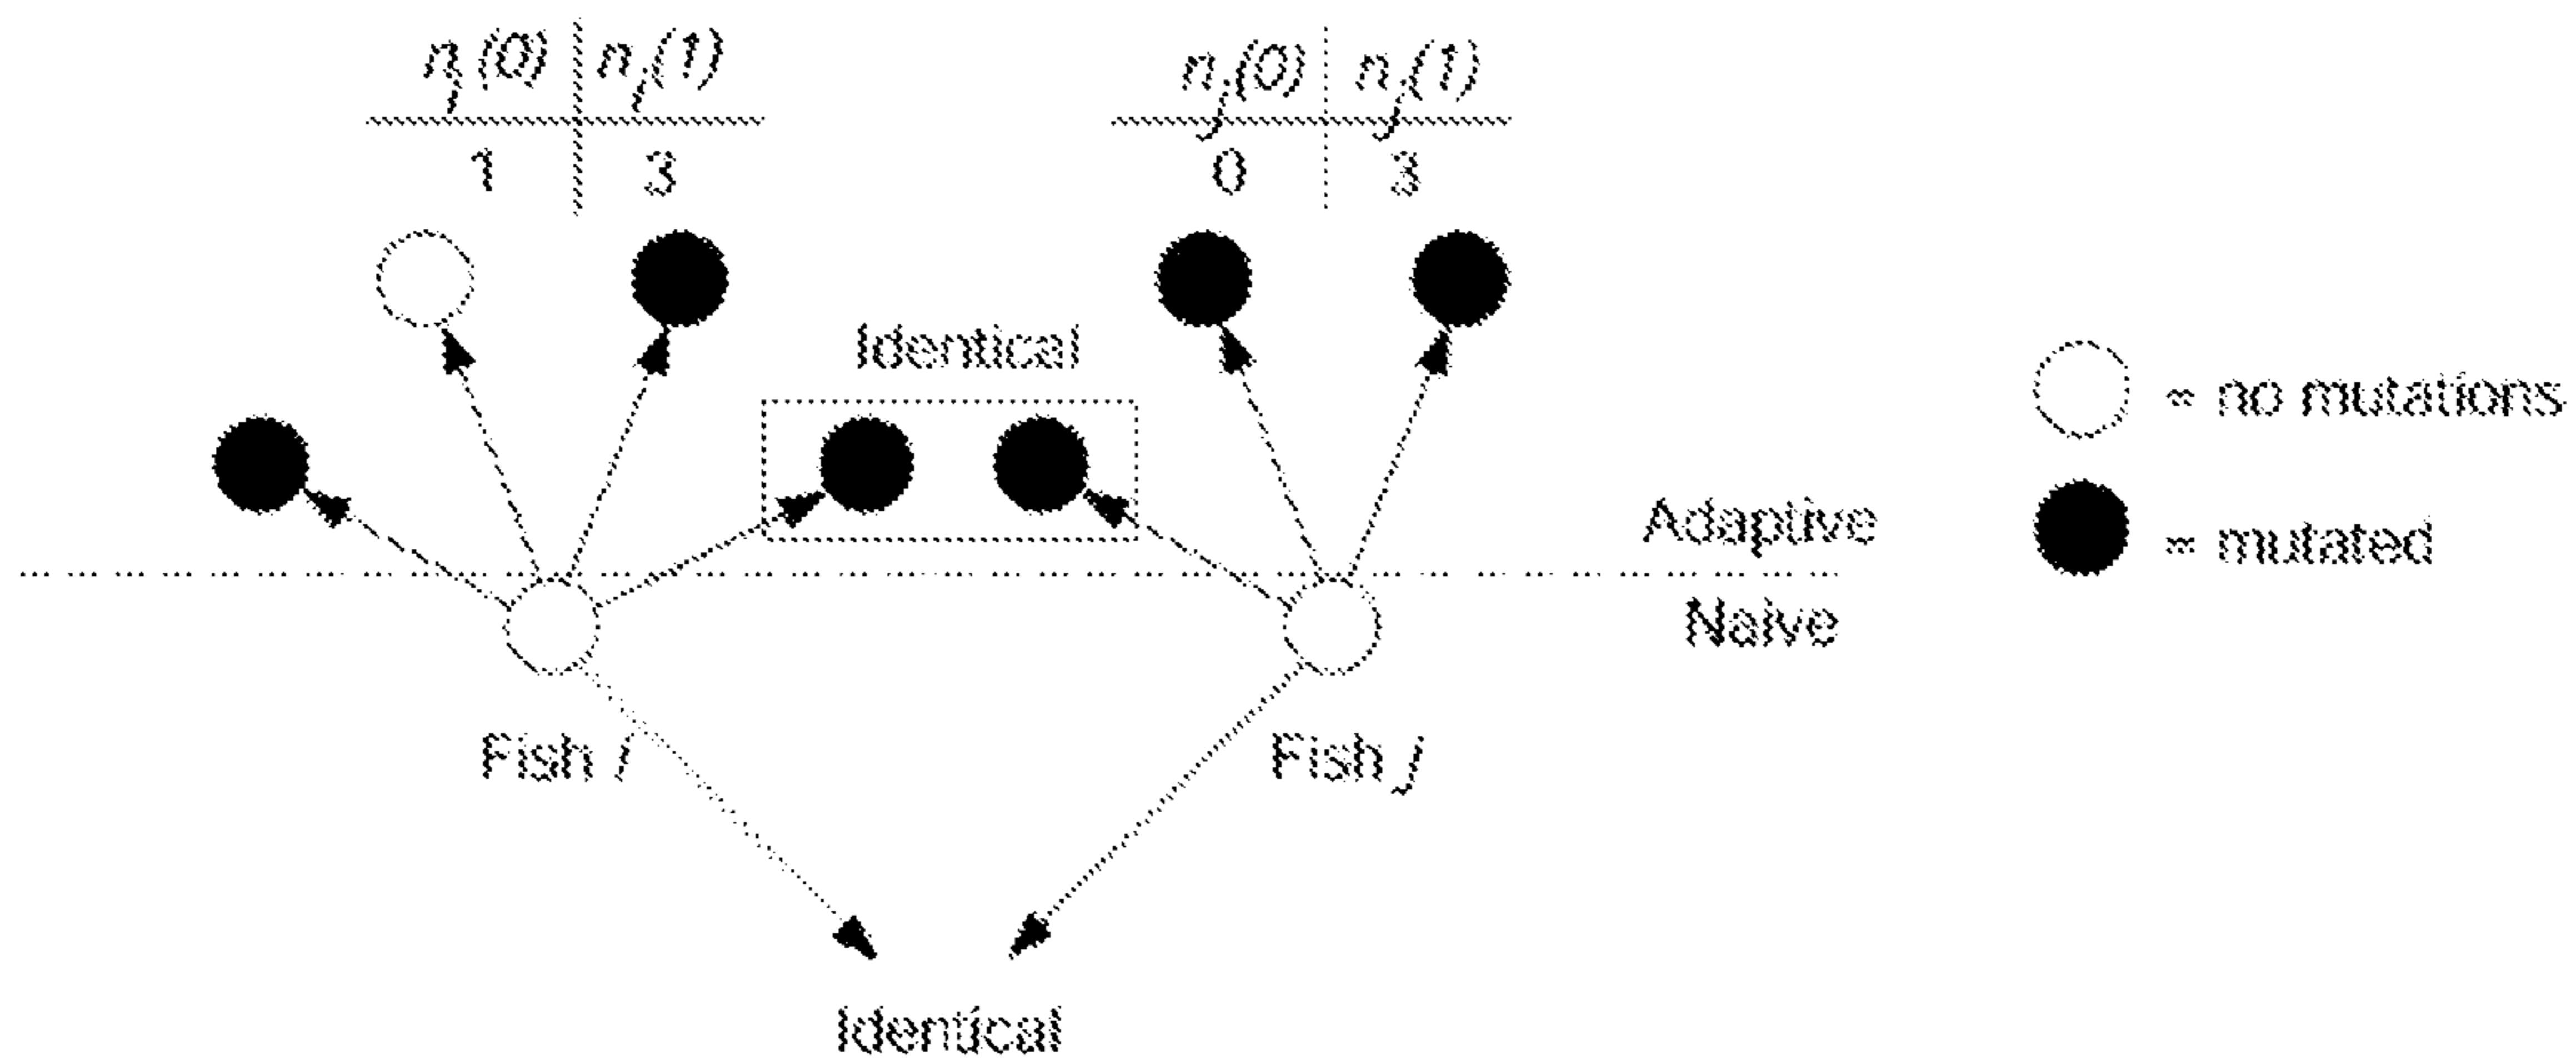 n_i(0) n_i(1) n_j(0) n_j(1)
1 3 0 3
Identical
= no mutations
Adaptive
= mutated
Naive
Fish i
Fish j
Identical